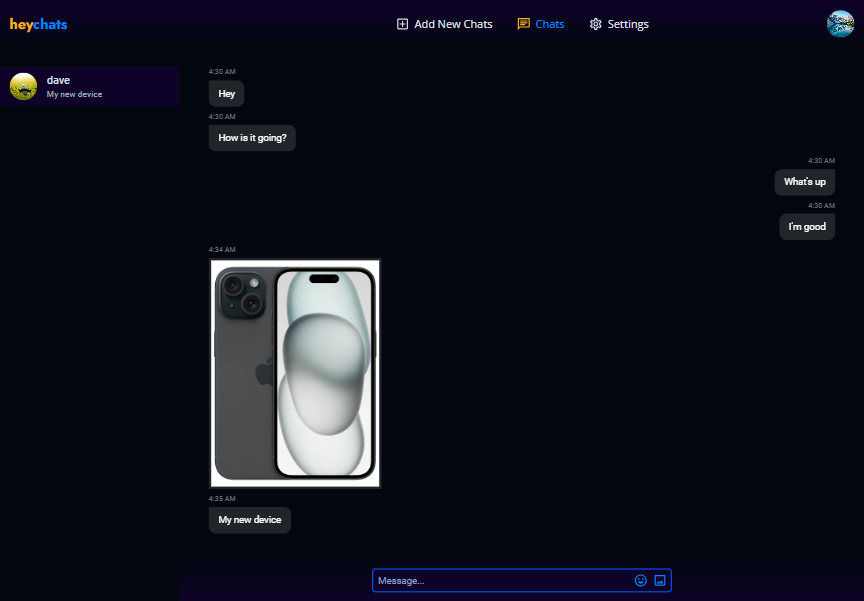 heychats
Add New Chats
Chats
Settings
dave
My new device
4:30 AM
Hey
4:30 AM
How is it going?
4:30 AM
What's up
4:30 AM
I'm good
4:34 AM
4:35 AM
My new device
Message...